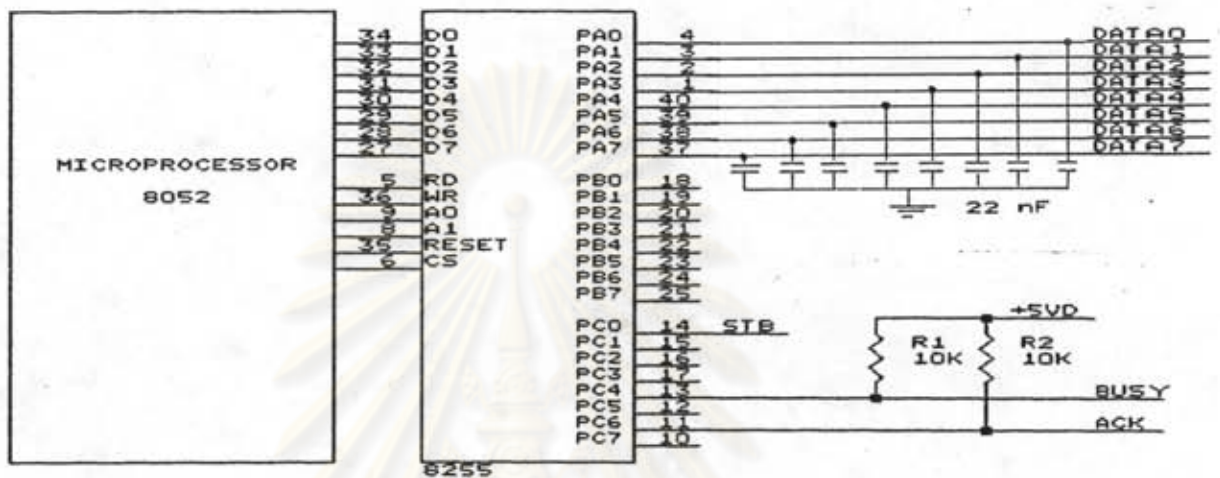 MICROPROCESSOR
8052
34 D0
33 D1
32 D2
31 D3
30 D4
29 D5
28 D6
27 D7
5 RD
36 WR
9 A0
8 A1
35 RESET
6 CS
PA0 4
PA1 3
PA2 2
PA3 1
PA4 40
PA5 39
PA6 38
PA7 37
PB0 18
PB1 19
PB2 20
PB3 21
PB4 22
PB5 23
PB6 24
PB7 25
PC0 14 STB
PC1 15
PC2 16
PC3 17
PC4 13
PC5 12
PC6 11
PC7 10
8255
DATA0
DATA1
DATA2
DATA3
DATA4
DATA5
DATA6
DATA7
22 nF
+5VD
R1
10K
R2
10K
BUSY
ACK